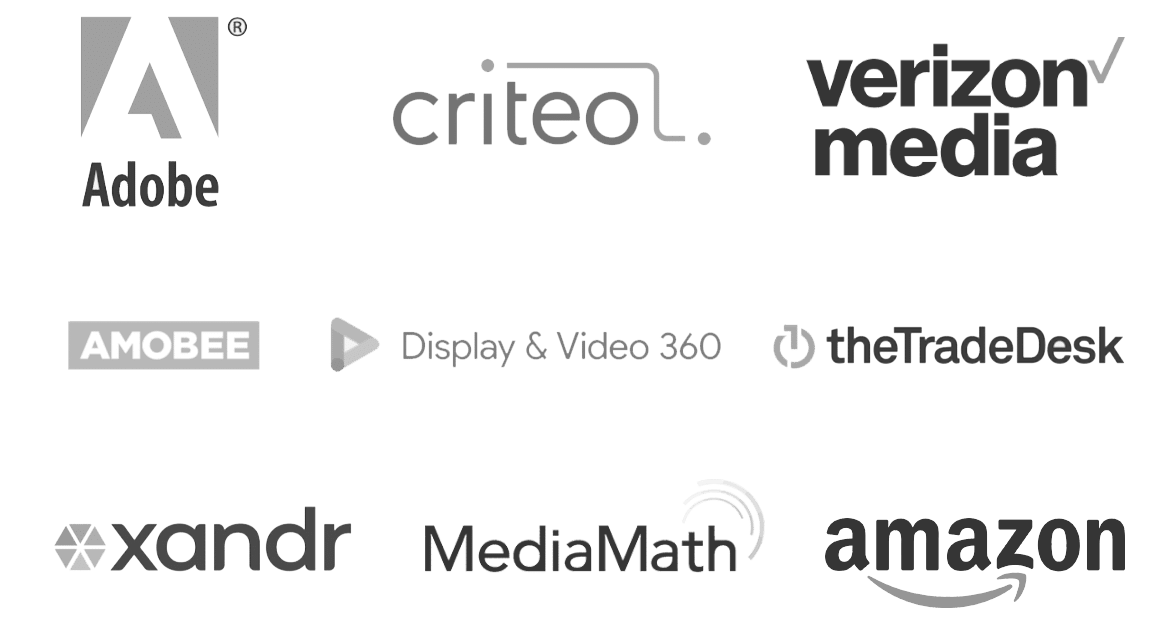 ®
Adobe
criteo
verizon
media
AMOBEE
Display & Video 360
theTradeDesk
xandr
MediaMath
amazon